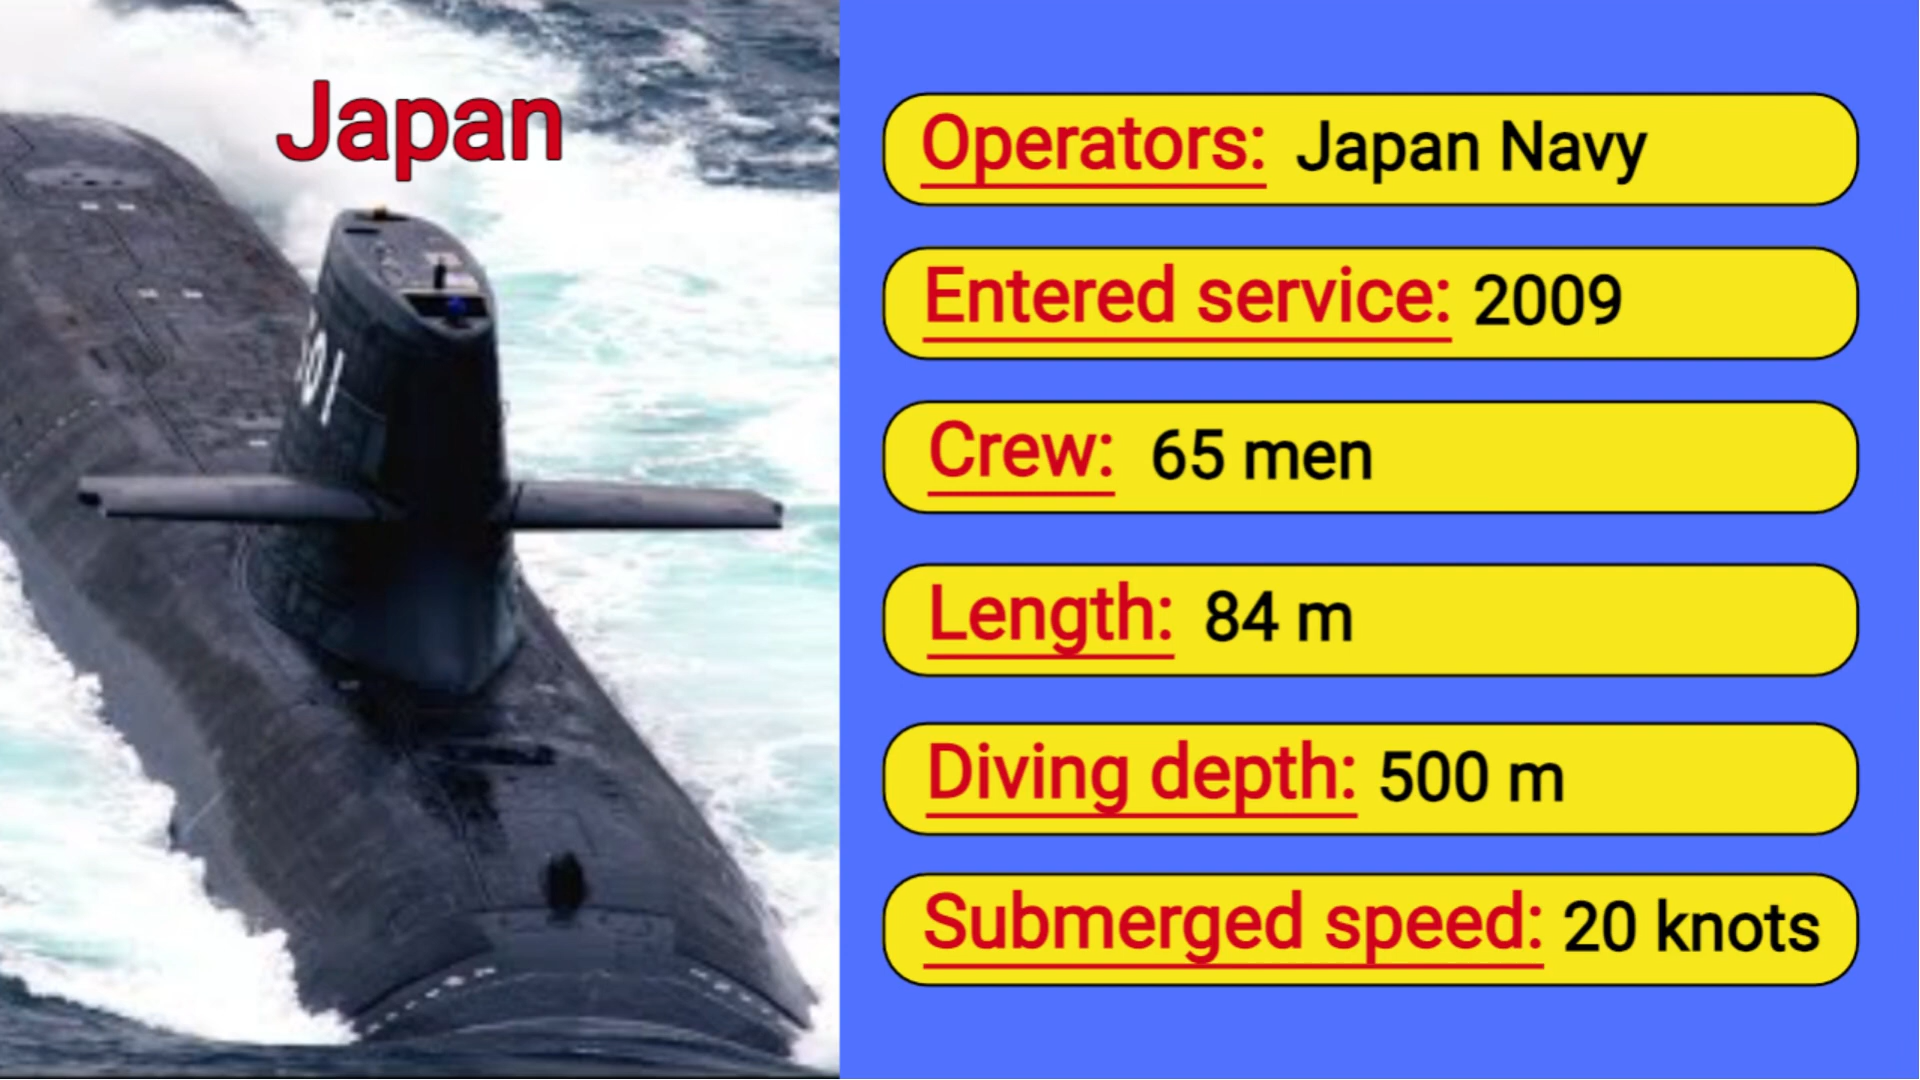 Japan
Operators: Japan Navy
Entered service: 2009
Crew: 65 men
Length: 84 m
Diving depth: 500 m
Submerged speed: 20 knots